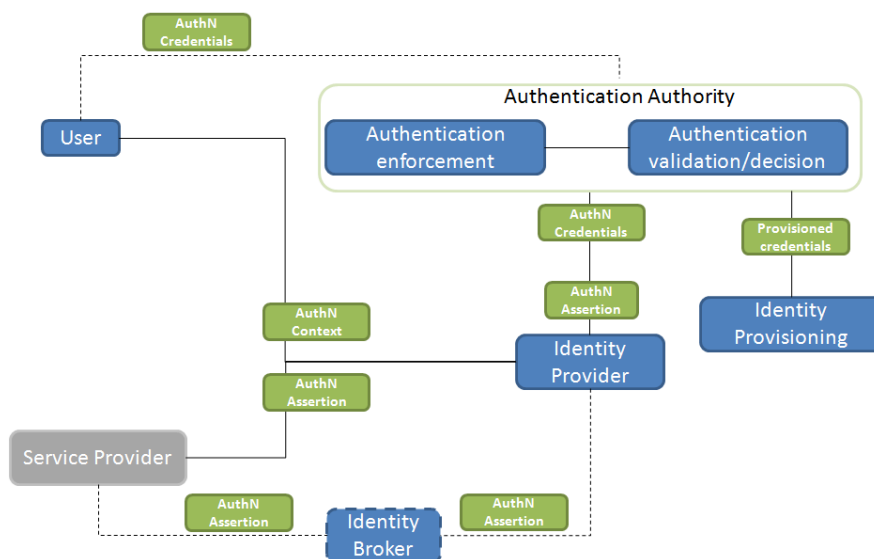 AuthN
Credentials
Authentication Authority
User
Authentication
enforcement
Authentication
validation/decision
AuthN
Credentials
Provisioned
credentials
AuthN
Assertion
AuthN
Context
Identity
Provisioning
Identity
Provider
AuthN
Assertion
Service Provider
AuthN
Assertion
Identity
Broker
AuthN
Assertion